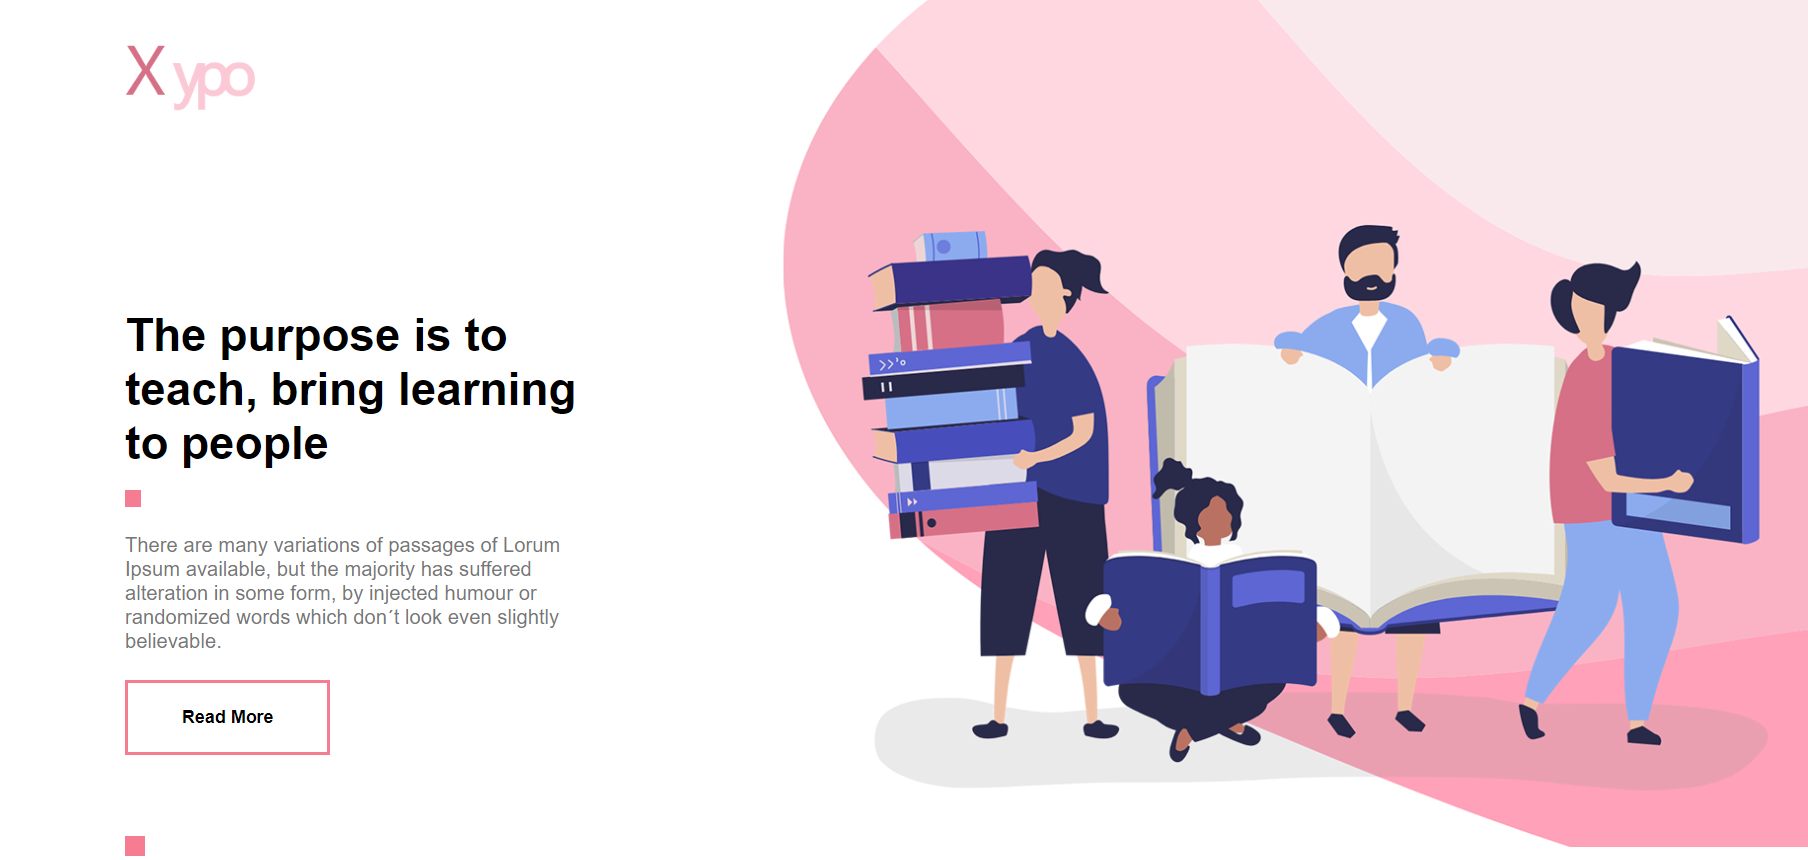 Xypo
The purpose is to
teach, bring learning
to people
There are many variations of passages of Lorum
Ipsum available, but the majority has suffered
alteration in some form, by injected humour or
randomized words which don´t look even slightly
believable.
Read More